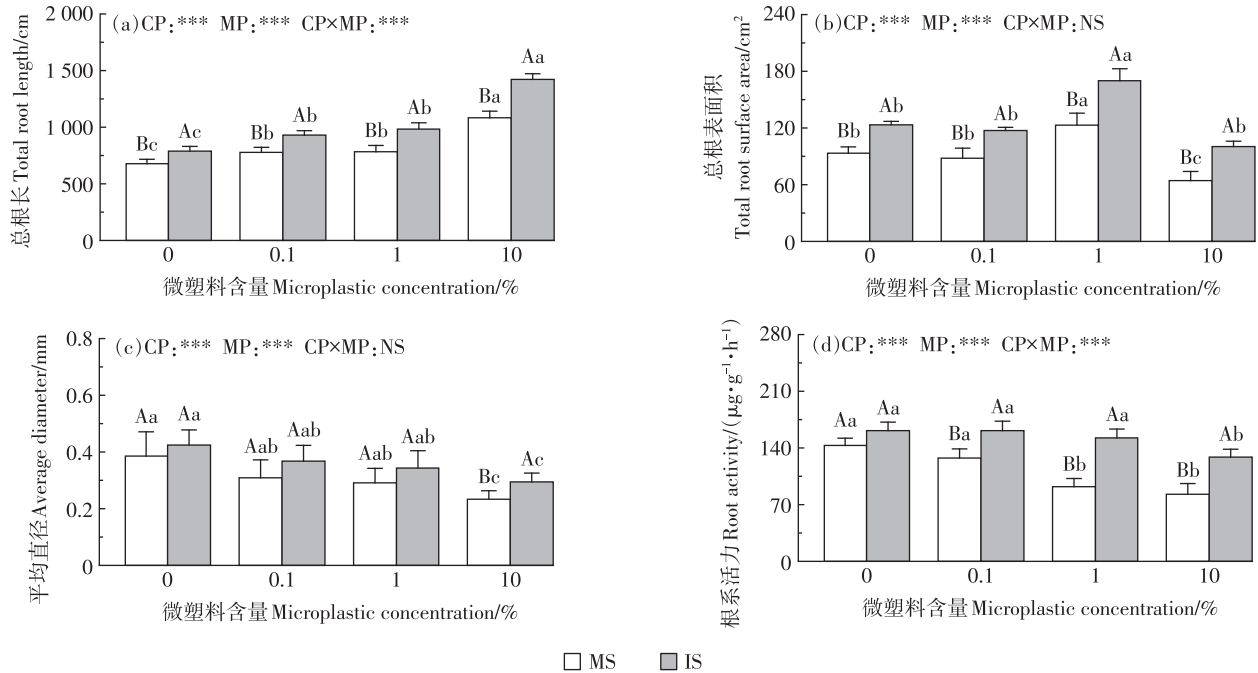 (a)CP:*** MP:*** CP×MP:***
总根长 Total root length/cm
2 000
1 500
1 000
500
0
Bc Ac Bb Ab Bb Ab Ba Aa
0 0.1 1 10
微塑料含量 Microplastic concentration/%
(b)CP:*** MP:*** CP×MP:NS
总根表面积
Total root surface area/cm²
240
180
120
60
0
Bb Ab Bb Ab Ba Aa Bc Ab
0 0.1 1 10
微塑料含量 Microplastic concentration/%
(c)CP:*** MP:*** CP×MP:NS
平均直径 Average diameter/mm
0.8
0.6
0.4
0.2
0
Aa Aa Aab Aab Aab Aab Bc Ac
0 0.1 1 10
微塑料含量 Microplastic concentration/%
(d)CP:*** MP:*** CP×MP:***
根系活力 Root activity/(μg·g⁻¹·h⁻¹)
280
210
140
70
0
Aa Aa Ba Aa Bb Aa Bb Ab
0 0.1 1 10
微塑料含量 Microplastic concentration/%
MS IS